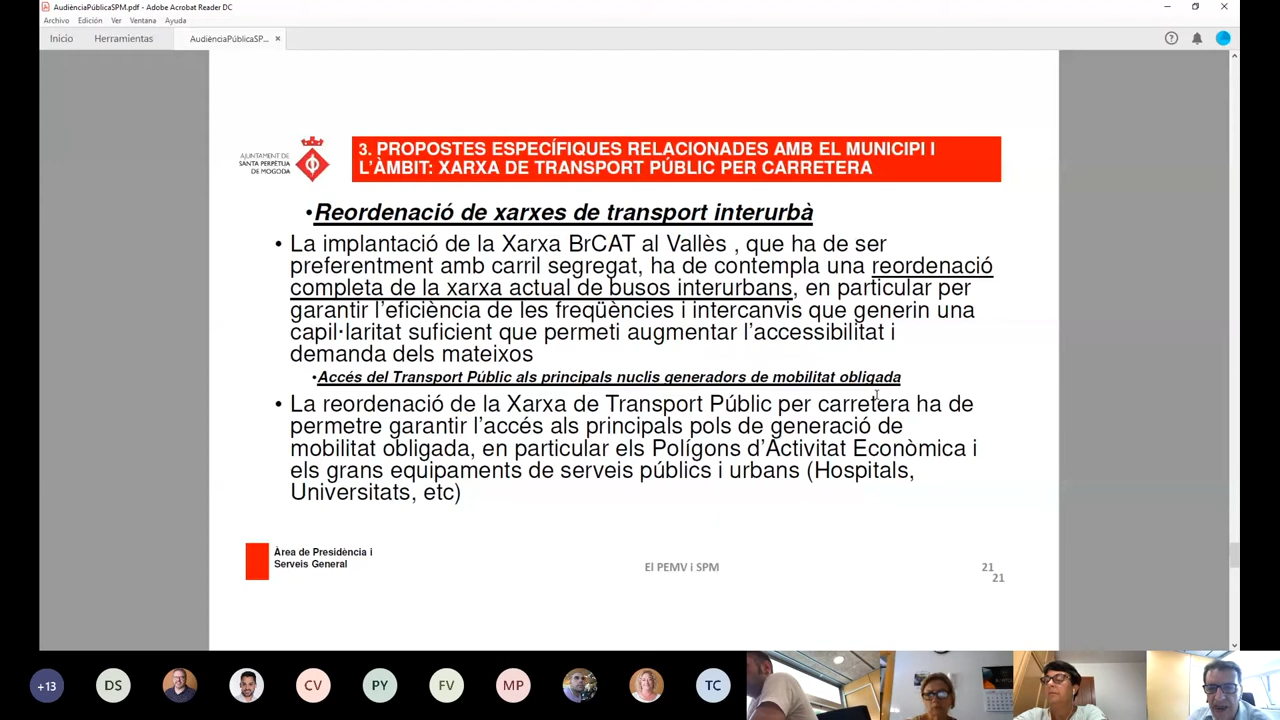 AudiènciaPúblicaSPM.pdf - Adobe Acrobat Reader DC
Archivo Edición Ver Ventana Ayuda
Inicio Herramientas AudiènciaPúblicaSP... ×
AJUNTAMENT DE
SANTA PERPÈTUA
DE MOGODA
3. PROPOSTES ESPECÍFIQUES RELACIONADES AMB EL MUNICIPI I
L'ÀMBIT: XARXA DE TRANSPORT PÚBLIC PER CARRETERA
•Reordenació de xarxes de transport interurbà
• La implantació de la Xarxa BrCAT al Vallès , que ha de ser
preferentment amb carril segregat, ha de contempla una reordenació
completa de la xarxa actual de busos interurbans, en particular per
garantir l'eficiència de les freqüències i intercanvis que generin una
capil·laritat suficient que permeti augmentar l'accessibilitat i
demanda dels mateixos
•Accés del Transport Públic als principals nuclis generadors de mobilitat obligada
• La reordenació de la Xarxa de Transport Públic per carretera ha de
permetre garantir l'accés als principals pols de generació de
mobilitat obligada, en particular els Polígons d'Activitat Econòmica i
els grans equipaments de serveis públics i urbans (Hospitals,
Universitats, etc)
Àrea de Presidència i
Serveis General
El PEMV i SPM
21
21
+13 DS CV PY FV MP TC